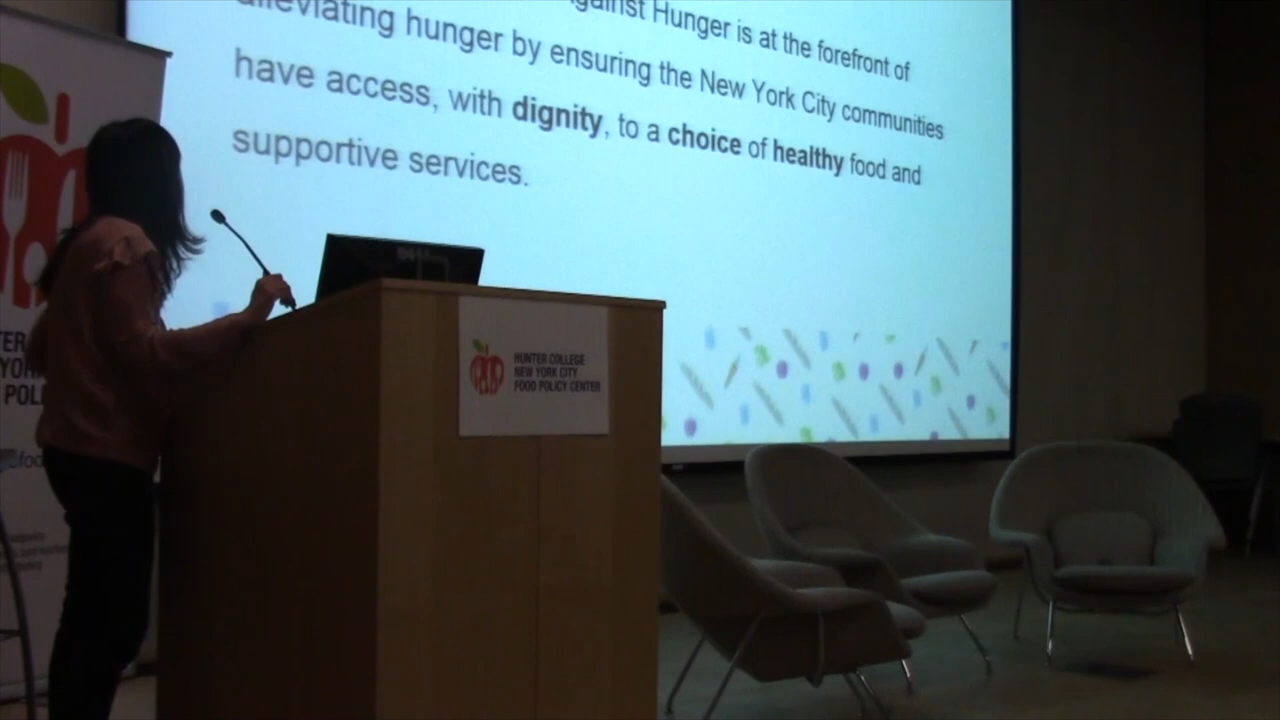 Against Hunger is at the forefront of
alleviating hunger by ensuring the New York City communities
have access, with dignity, to a choice of healthy food and
supportive services.
HUNTER COLLEGE
NEW YORK CITY
FOOD POLICY CENTER